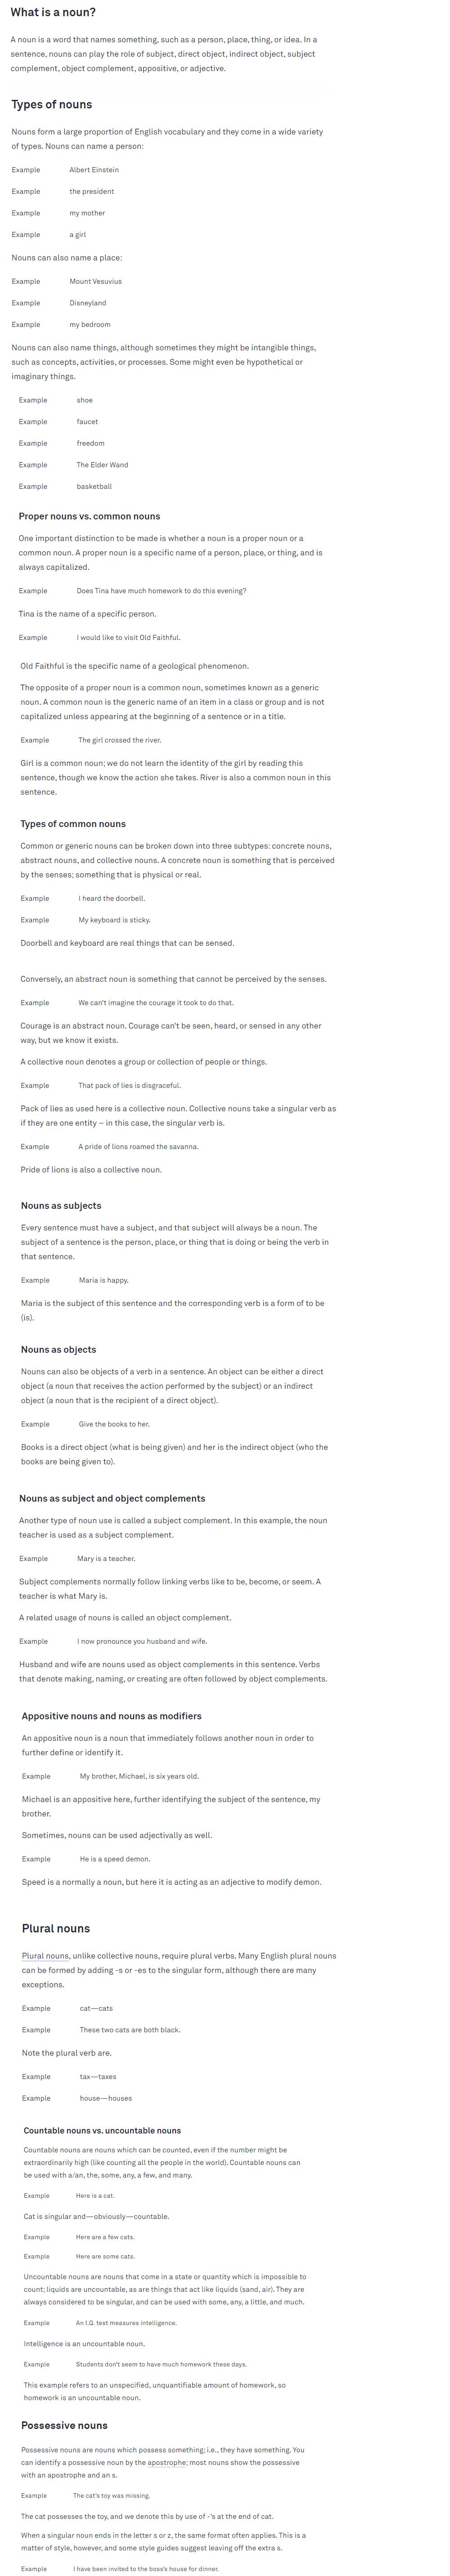 What is a noun?
A noun is a word that names something, such as a person, place, thing, or idea. In a
sentence, nouns can play the role of subject, direct object, indirect object, subject
complement, object complement, appositive, or adjective.
Types of nouns
Nouns form a large proportion of English vocabulary and they come in a wide variety
of types. Nouns can name a person:
Example Albert Einstein
Example the president
Example my mother
Example a girl
Nouns can also name a place:
Example Mount Vesuvius
Example Disneyland
Example my bedroom
Nouns can also name things, although sometimes they might be intangible things,
such as concepts, activities, or processes. Some might even be hypothetical or
imaginary things.
Example shoe
Example faucet
Example freedom
Example The Elder Wand
Example basketball
Proper nouns vs. common nouns
One important distinction to be made is whether a noun is a proper noun or a
common noun. A proper noun is a specific name of a person, place, or thing, and is
always capitalized.
Example Does Tina have much homework to do this evening?
Tina is the name of a specific person.
Example I would like to visit Old Faithful.
Old Faithful is the specific name of a geological phenomenon.
The opposite of a proper noun is a common noun, sometimes known as a generic
noun. A common noun is the generic name of an item in a class or group and is not
capitalized unless appearing at the beginning of a sentence or in a title.
Example The girl crossed the river.
Girl is a common noun; we do not learn the identity of the girl by reading this
sentence, though we know the action she takes. River is also a common noun in this
sentence.
Types of common nouns
Common or generic nouns can be broken down into three subtypes: concrete nouns,
abstract nouns, and collective nouns. A concrete noun is something that is perceived
by the senses; something that is physical or real.
Example I heard the doorbell.
Example My keyboard is sticky.
Doorbell and keyboard are real things that can be sensed.
Conversely, an abstract noun is something that cannot be perceived by the senses.
Example We can't imagine the courage it took to do that.
Courage is an abstract noun. Courage can't be seen, heard, or sensed in any other
way, but we know it exists.
A collective noun denotes a group or collection of people or things.
Example That pack of lies is disgraceful.
Pack of lies as used here is a collective noun. Collective nouns take a singular verb as
if they are one entity – in this case, the singular verb is.
Example A pride of lions roamed the savanna.
Pride of lions is also a collective noun.
Nouns as subjects
Every sentence must have a subject, and that subject will always be a noun. The
subject of a sentence is the person, place, or thing that is doing or being the verb in
that sentence.
Example Maria is happy.
Maria is the subject of this sentence and the corresponding verb is a form of to be
(is).
Nouns as objects
Nouns can also be objects of a verb in a sentence. An object can be either a direct
object (a noun that receives the action performed by the subject) or an indirect
object (a noun that is the recipient of a direct object).
Example Give the books to her.
Books is a direct object (what is being given) and her is the indirect object (who the
books are being given to).
Nouns as subject and object complements
Another type of noun use is called a subject complement. In this example, the noun
teacher is used as a subject complement.
Example Mary is a teacher.
Subject complements normally follow linking verbs like to be, become, or seem. A
teacher is what Mary is.
A related usage of nouns is called an object complement.
Example I now pronounce you husband and wife.
Husband and wife are nouns used as object complements in this sentence. Verbs
that denote making, naming, or creating are often followed by object complements.
Appositive nouns and nouns as modifiers
An appositive noun is a noun that immediately follows another noun in order to
further define or identify it.
Example My brother, Michael, is six years old.
Michael is an appositive here, further identifying the subject of the sentence, my
brother.
Sometimes, nouns can be used adjectivally as well.
Example He is a speed demon.
Speed is a normally a noun, but here it is acting as an adjective to modify demon.
Plural nouns
Plural nouns, unlike collective nouns, require plural verbs. Many English plural nouns
can be formed by adding -s or -es to the singular form, although there are many
exceptions.
Example cat—cats
Example These two cats are both black.
Note the plural verb are.
Example tax—taxes
Example house—houses
Countable nouns vs. uncountable nouns
Countable nouns are nouns which can be counted, even if the number might be
extraordinarily high (like counting all the people in the world). Countable nouns can
be used with a/an, the, some, any, a few, and many.
Example Here is a cat.
Cat is singular and—obviously—countable.
Example Here are a few cats.
Example Here are some cats.
Uncountable nouns are nouns that come in a state or quantity which is impossible to
count; liquids are uncountable, as are things that act like liquids (sand, air). They are
always considered to be singular, and can be used with some, any, a little, and much.
Example An I.Q. test measures intelligence.
Intelligence is an uncountable noun.
Example Students don't seem to have much homework these days.
This example refers to an unspecified, unquantifiable amount of homework, so
homework is an uncountable noun.
Possessive nouns
Possessive nouns are nouns which possess something; i.e., they have something. You
can identify a possessive noun by the apostrophe; most nouns show the possessive
with an apostrophe and an s.
Example The cat's toy was missing.
The cat possesses the toy, and we denote this by use of -'s at the end of cat.
When a singular noun ends in the letter s or z, the same format often applies. This is a
matter of style, however, and some style guides suggest leaving off the extra s.
Example I have been invited to the boss's house for dinner.